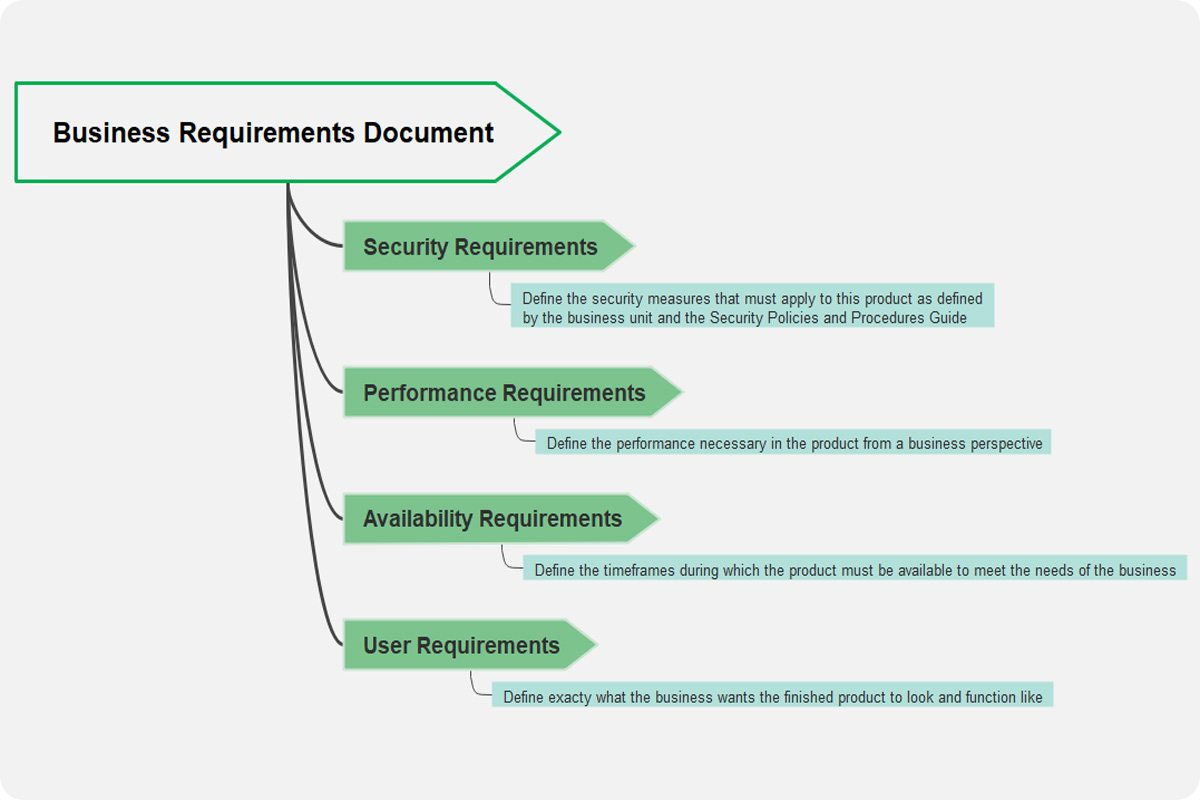 Business Requirements Document
Security Requirements
Define the security measures that must apply to this product as defined
by the business unit and the Security Policies and Procedures Guide
Performance Requirements
Define the performance necessary in the product from a business perspective
Availability Requirements
Define the timeframes during which the product must be available to meet the needs of the business
User Requirements
Define exacty what the business wants the finished product to look and function like